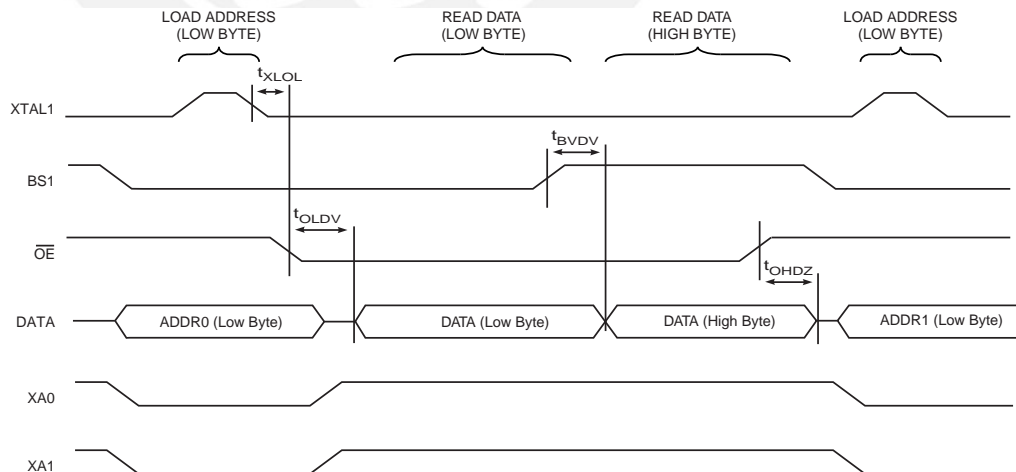 LOAD ADDRESS
(LOW BYTE)
READ DATA
(LOW BYTE)
READ DATA
(HIGH BYTE)
LOAD ADDRESS
(LOW BYTE)
tXLOL
XTAL1
tBVDV
BS1
tOLDV
OE
tOHDZ
DATA
ADDR0 (Low Byte)
DATA (Low Byte)
DATA (High Byte)
ADDR1 (Low Byte)
XA0
XA1